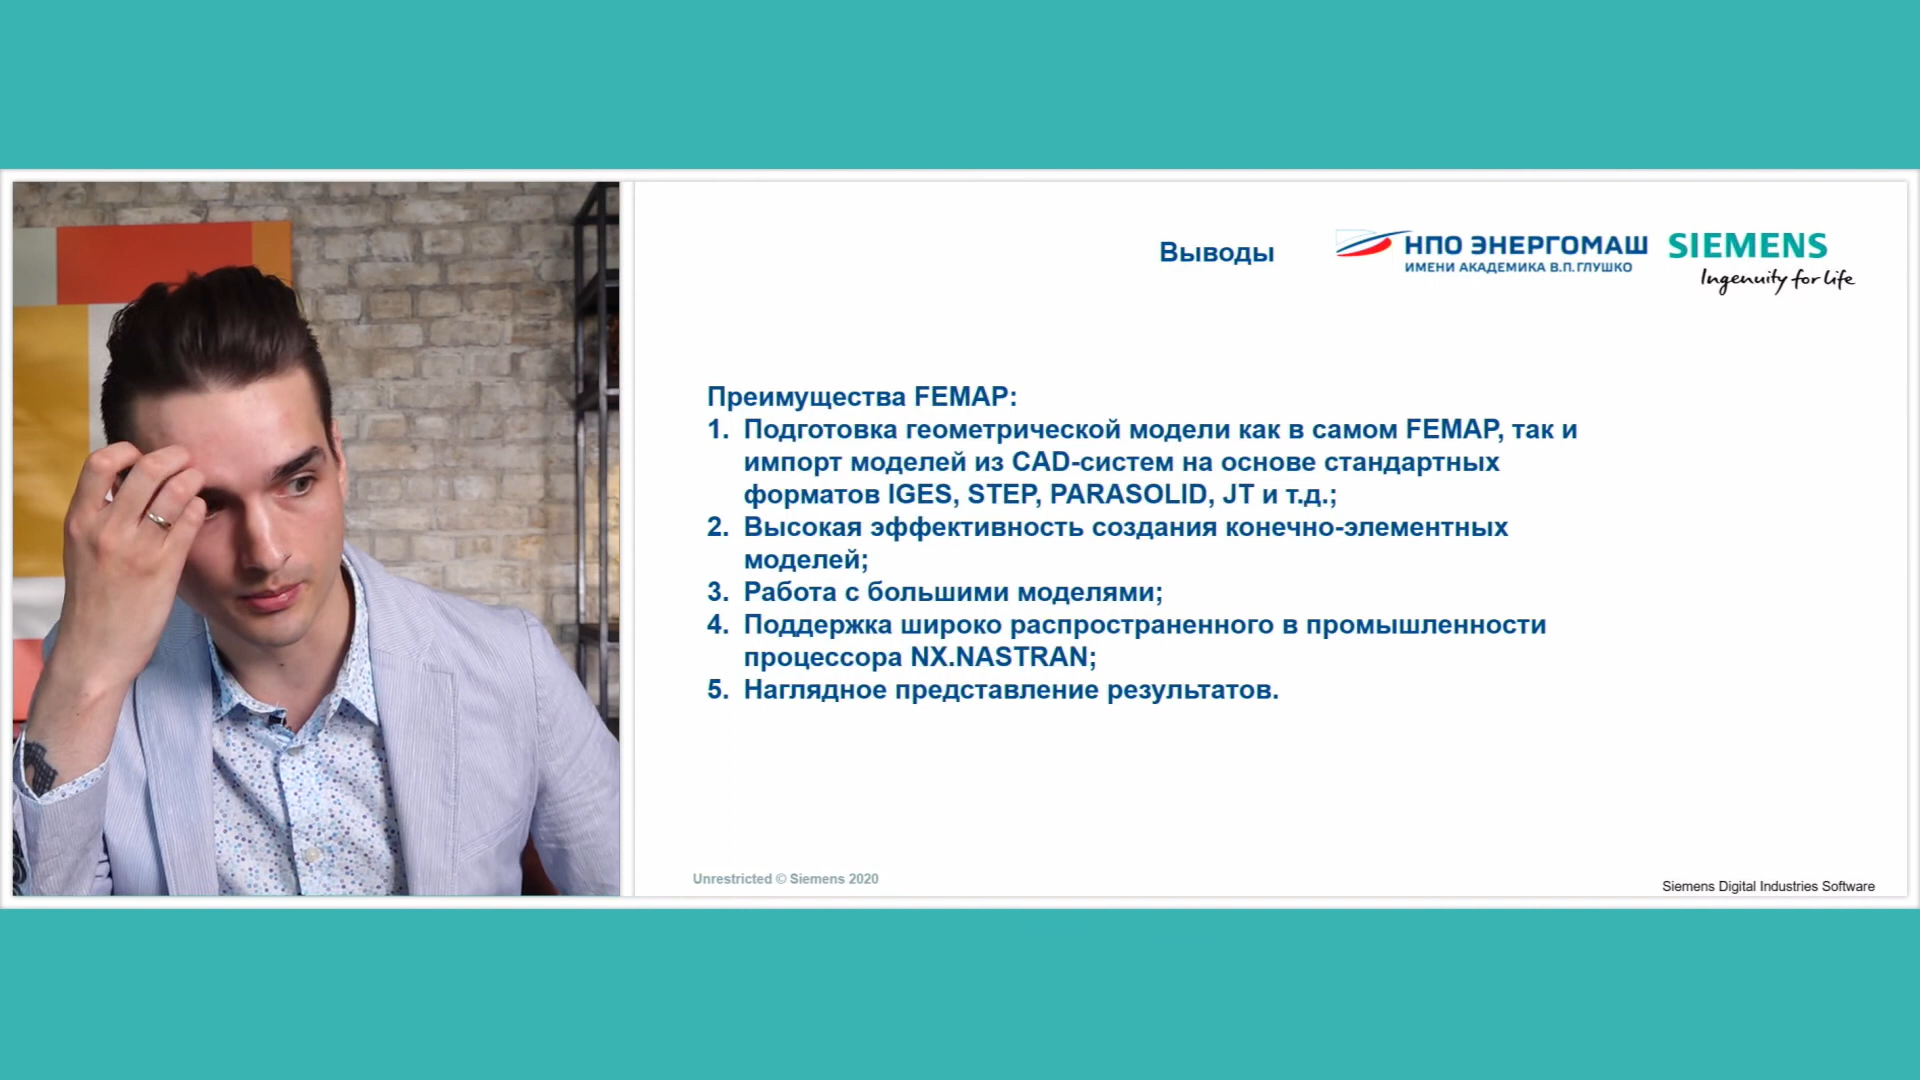 Выводы
НПО ЭНЕРГОМАШ
ИМЕНИ АКАДЕМИКА В.П.ГЛУШКО
SIEMENS
Ingenuity for life
Преимущества FEMAP:
1. Подготовка геометрической модели как в самом FEMAP, так и
импорт моделей из CAD-систем на основе стандартных
форматов IGES, STEP, PARASOLID, JT и т.д.;
2. Высокая эффективность создания конечно-элементных
моделей;
3. Работа с большими моделями;
4. Поддержка широко распространенного в промышленности
процессора NX.NASTRAN;
5. Наглядное представление результатов.
Unrestricted © Siemens 2020
Siemens Digital Industries Software